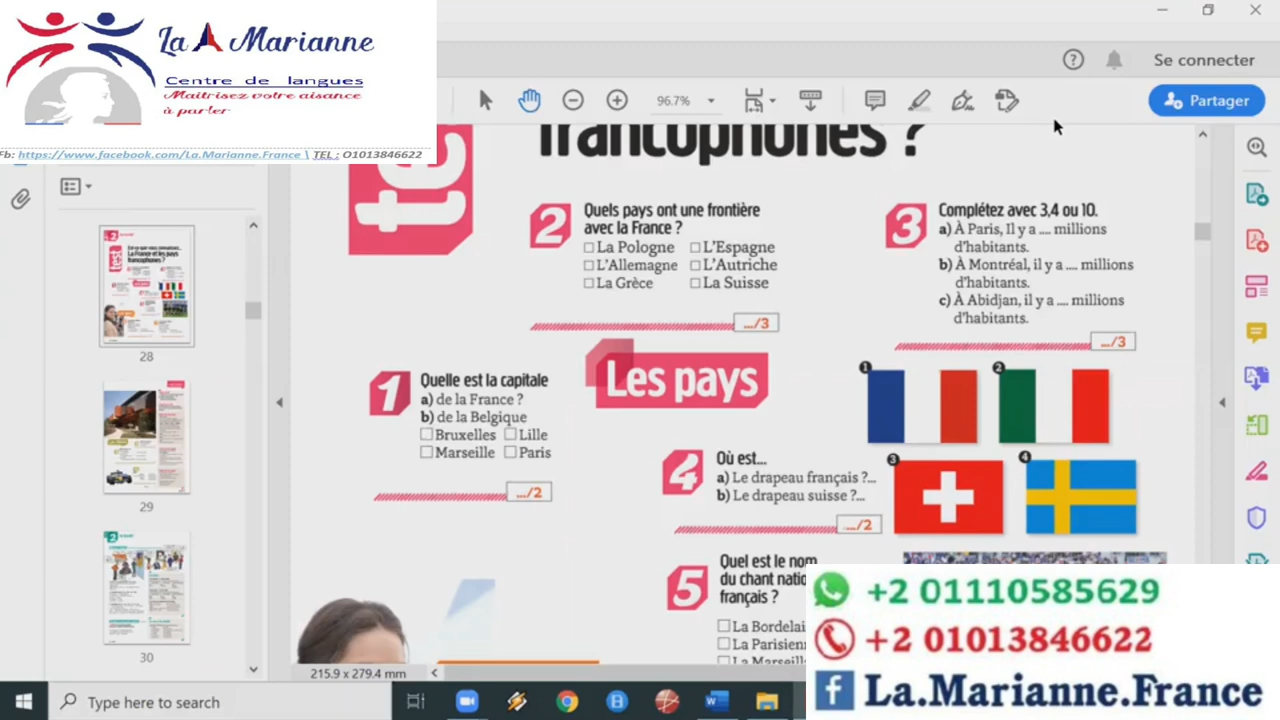 La Marianne
Centre de langues
Maitrisez votre aisance
à parler
Fb: https://www.facebook.com/La.Marianne.France \ TEL : O1013846622
Se connecter
96.7%
Partager
francophones ?
te
2
Quels pays ont une frontière
avec la France ?
La Pologne
L'Espagne
L'Allemagne
L'Autriche
La Grèce
La Suisse
.../3
3
Complétez avec 3,4 ou 10.
a) À Paris, Il y a .... millions
d'habitants.
b) À Montréal, il y a .... millions
d'habitants.
c) À Abidjan, il y a .... millions
d'habitants.
.../3
1
Quelle est la capitale
a) de la France ?
b) de la Belgique
Bruxelles
Lille
Marseille
Paris
.../2
Les pays
1
2
3
4
4
Où est...
a) Le drapeau français ?...
b) Le drapeau suisse ?...
.../2
5
Quel est le nom
du chant natio
français ?
La Bordelai
La Parisien
La Marseill
28
29
30
215.9 x 279.4 mm
Type here to search
+2 01110585629
+2 01013846622
La.Marianne.France